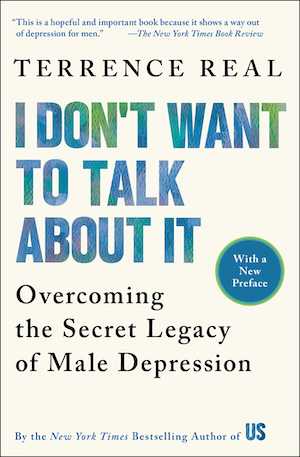 "This is a hopeful and important book because it shows a way out
of depression for men." —The New York Times Book Review
TERRENCE REAL
I DON'T WANT
TO TALK
ABOUT IT
With a
New
Preface
Overcoming
the Secret Legacy
of Male Depression
By the New York Times Bestselling Author of US